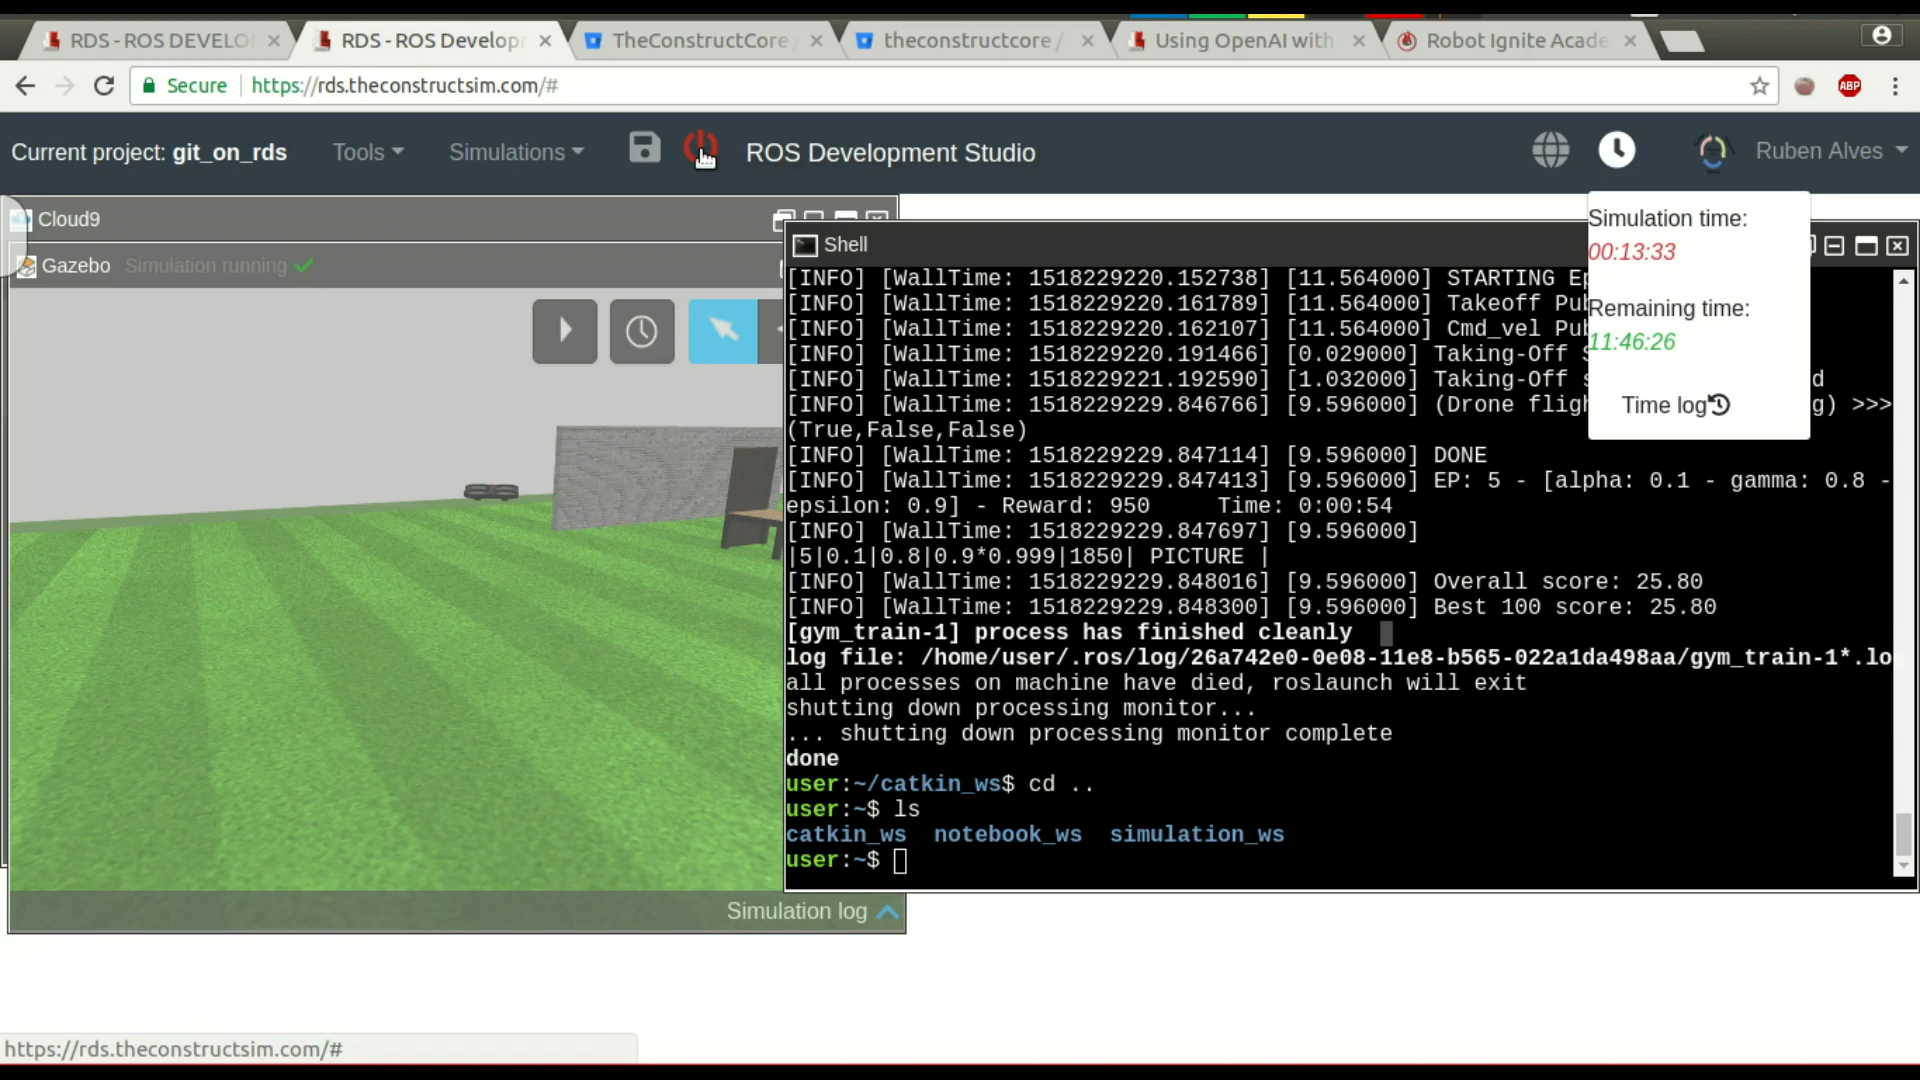 RDS - ROS DEVELO
RDS - ROS Develop
TheConstructCore
theconstructcore /
Using OpenAI with
Robot Ignite Acade
Secure
https://rds.theconstructsim.com/#
ABP
Current project: git_on_rds
Tools
Simulations
ROS Development Studio
Ruben Alves
Cloud9
Gazebo Simulation running
Simulation log
Shell
[INFO] [WallTime: 1518229220.152738] [11.564000] STARTING Ep
[INFO] [WallTime: 1518229220.161789] [11.564000] Takeoff Pub
[INFO] [WallTime: 1518229220.162107] [11.564000] Cmd_vel Pub
[INFO] [WallTime: 1518229220.191466] [0.029000] Taking-Off s
[INFO] [WallTime: 1518229221.192590] [1.032000] Taking-Off s d
[INFO] [WallTime: 1518229229.846766] [9.596000] (Drone fligh g) >>>
(True,False,False)
[INFO] [WallTime: 1518229229.847114] [9.596000] DONE
[INFO] [WallTime: 1518229229.847413] [9.596000] EP: 5 - [alpha: 0.1 - gamma: 0.8 -
epsilon: 0.9] - Reward: 950     Time: 0:00:54
[INFO] [WallTime: 1518229229.847697] [9.596000]
|5|0.1|0.8|0.9*0.999|1850| PICTURE |
[INFO] [WallTime: 1518229229.848016] [9.596000] Overall score: 25.80
[INFO] [WallTime: 1518229229.848300] [9.596000] Best 100 score: 25.80
[gym_train-1] process has finished cleanly
log file: /home/user/.ros/log/26a742e0-0e08-11e8-b565-022a1da498aa/gym_train-1*.lo
all processes on machine have died, roslaunch will exit
shutting down processing monitor...
... shutting down processing monitor complete
done
user:~/catkin_ws$ cd ..
user:~$ ls
catkin_ws  notebook_ws  simulation_ws
user:~$
Simulation time:
00:13:33
Remaining time:
11:46:26
Time log
https://rds.theconstructsim.com/#